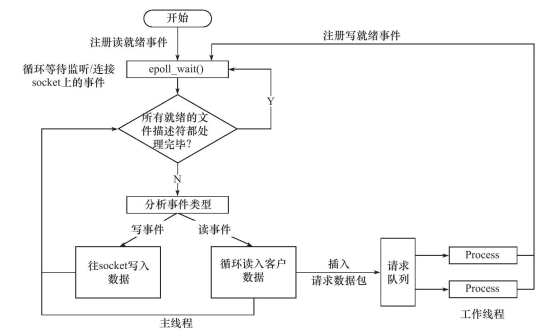 开始
注册读就绪事件
注册写就绪事件
循环等待监听/连接
socket上的事件
epoll_wait()
Y
所有就绪的文
件描述符都处
理完毕?
N
分析事件类型
写事件
读事件
往socket写入
数据
循环读入客户
数据
插入
请求数据包
请求
队列
Process
Process
主线程
工作线程